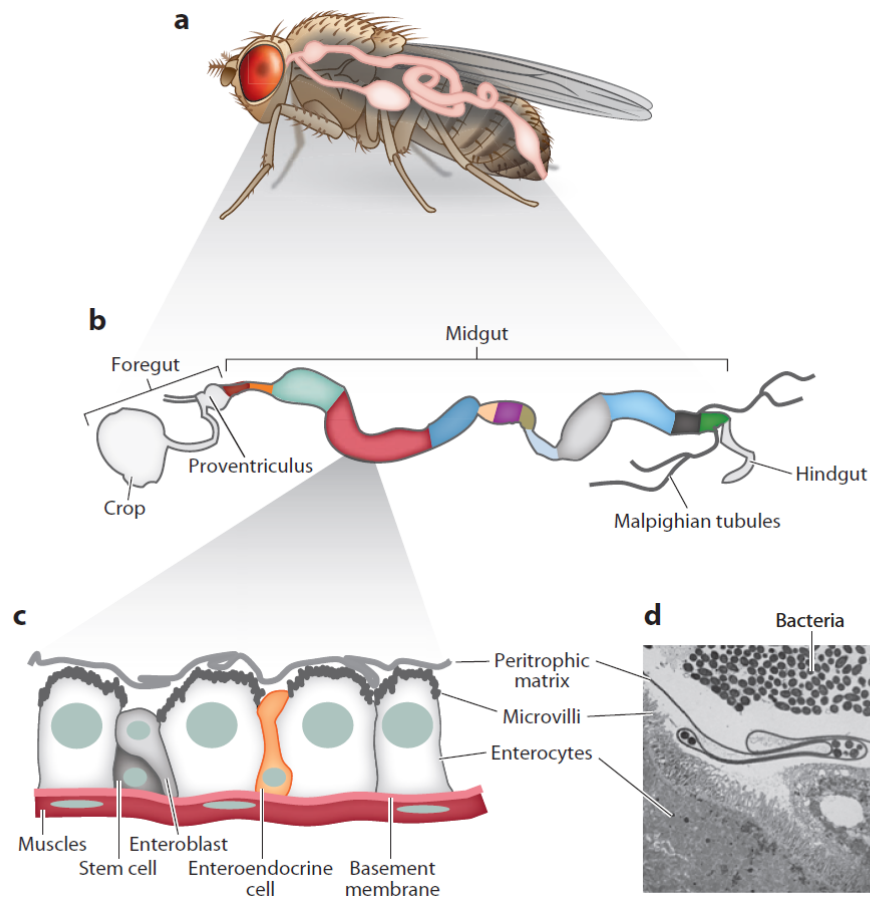 a
b
Midgut
Foregut
Proventriculus
Crop
Hindgut
Malpighian tubules
c
d
Bacteria
Peritrophic
matrix
Microvilli
Enterocytes
Muscles
Enteroblast
Stem cell
Enteroendocrine
cell
Basement
membrane